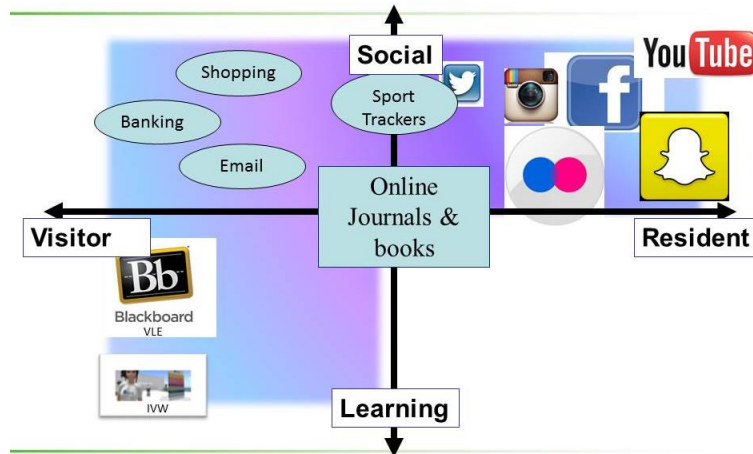 Social
Shopping
Sport
Trackers
You Tube
Banking
Email
Online
Journals &
books
Visitor
Resident
Bb
Blackboard
VLE
IVW
Learning